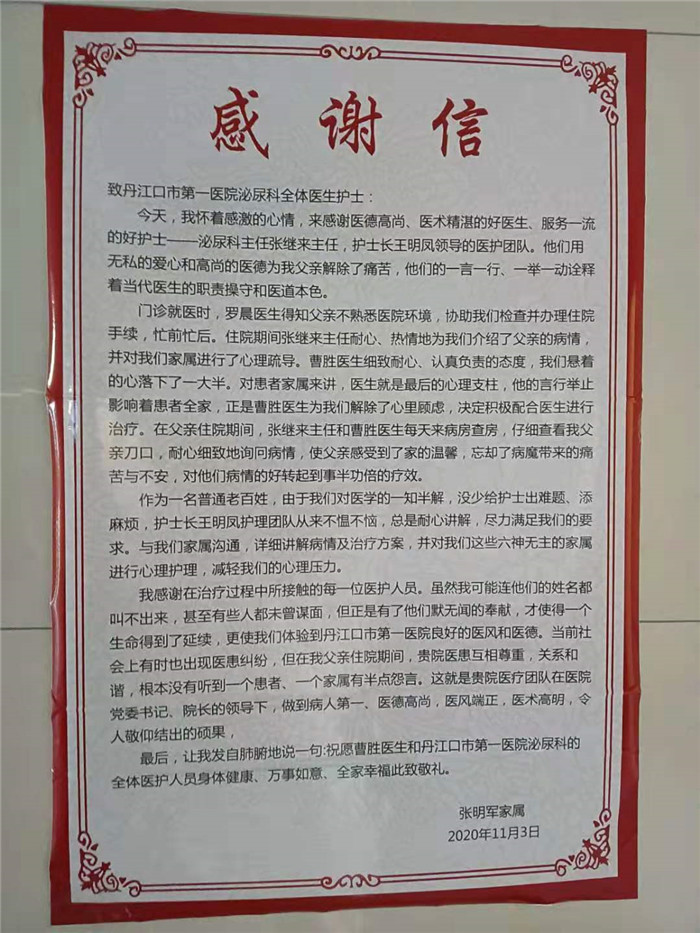 感谢信
致丹江口市第一医院泌尿科全体医生护士：
今天，我怀着感激的心情，来感谢医德高尚、医术精湛的好医生、服务一流
的好护士——泌尿科主任张继来主任，护士长王明凤领导的医护团队。他们用
无私的爱心和高尚的医德为我父亲解除了痛苦，他们的一言一行、一举一动诠释
着当代医生的职责操守和医道本色。
门诊就医时，罗晨医生得知父亲不熟悉医院环境，协助我们检查并办理住院
手续，忙前忙后。住院期间张继来主任耐心、热情地为我们介绍了父亲的病情，
并对我们家属进行了心理疏导。曹胜医生细致耐心、认真负责的态度，我们悬着
的心落下了一大半。对患者家属来讲，医生就是最后的心理支柱，他的言行举止
影响着患者全家，正是曹胜医生为我们解除了心里顾虑，决定积极配合医生进行
治疗。在父亲住院期间，张继来主任和曹胜医生每天来病房查房，仔细查看我父
亲刀口，耐心细致地询问病情，使父亲感受到了家的温馨，忘却了病魔带来的痛
苦与不安，对他们病情的好转起到事半功倍的疗效。
作为一名普通老百姓，由于我们对医学的一知半解，没少给护士出难题、添
麻烦，护士长王明凤护理团队从来不愠不恼，总是耐心讲解，尽力满足我们的要
求。与我们家属沟通，详细讲解病情及治疗方案，并对我们这些六神无主的家属
进行心理护理，减轻我们的心理压力。
我感谢在治疗过程中所接触的每一位医护人员。虽然我可能连他们的姓名都
叫不出来，甚至有些人都未曾谋面，但正是有了他们默无闻的奉献，才使得一个
生命得到了延续，更使我们体验到丹江口市第一医院良好的医风和医德。当前社
会上有时也出现医患纠纷，但在我父亲住院期间，贵院医患互相尊重，关系和
谐，根本没有听到一个患者、一个家属有半点怨言。这就是贵院医疗团队在医院
党委书记、院长的领导下，做到病人第一、医德高尚，医风端正，医术高明，令
人敬仰结出的硕果，
最后，让我发自肺腑地说一句:祝愿曹胜医生和丹江口市第一医院泌尿科的
全体医护人员身体健康、万事如意、全家幸福此致敬礼。
张明军家属
2020年11月3日